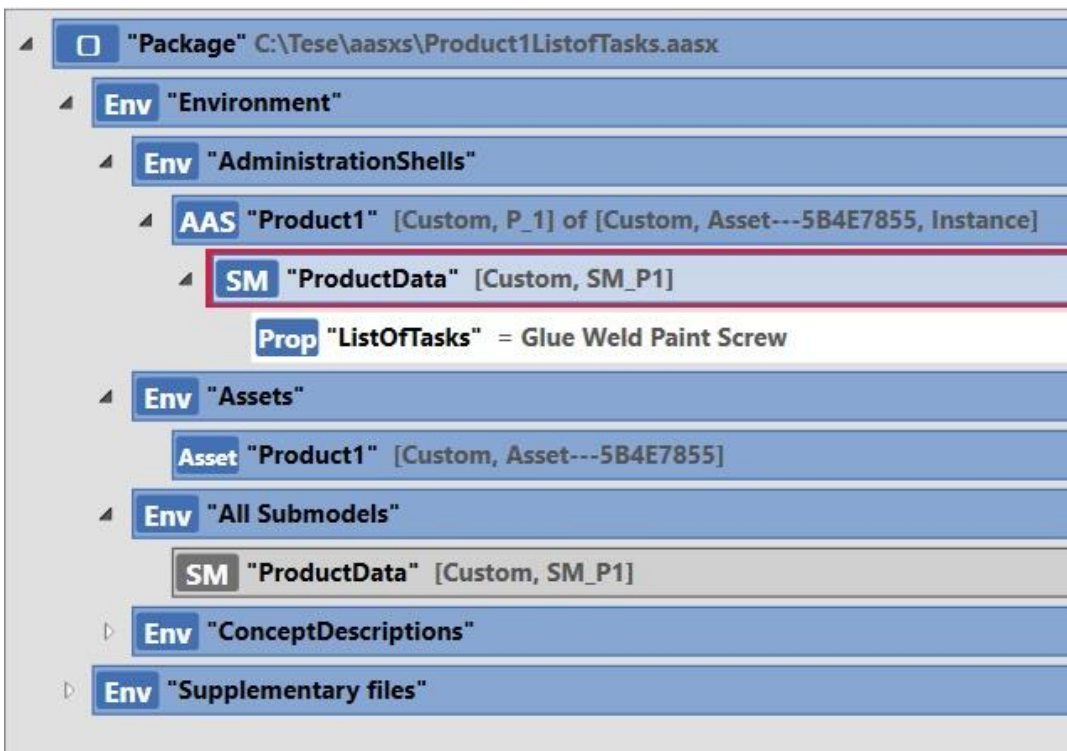 "Package" C:\Tese\aasxs\Product1ListofTasks.aasx
Env "Environment"
Env "AdministrationShells"
AAS "Product1" [Custom, P_1] of [Custom, Asset---5B4E7855, Instance]
SM "ProductData" [Custom, SM_P1]
Prop "ListOfTasks" = Glue Weld Paint Screw
Env "Assets"
Asset "Product1" [Custom, Asset---5B4E7855]
Env "All Submodels"
SM "ProductData" [Custom, SM_P1]
Env "ConceptDescriptions"
Env "Supplementary files"